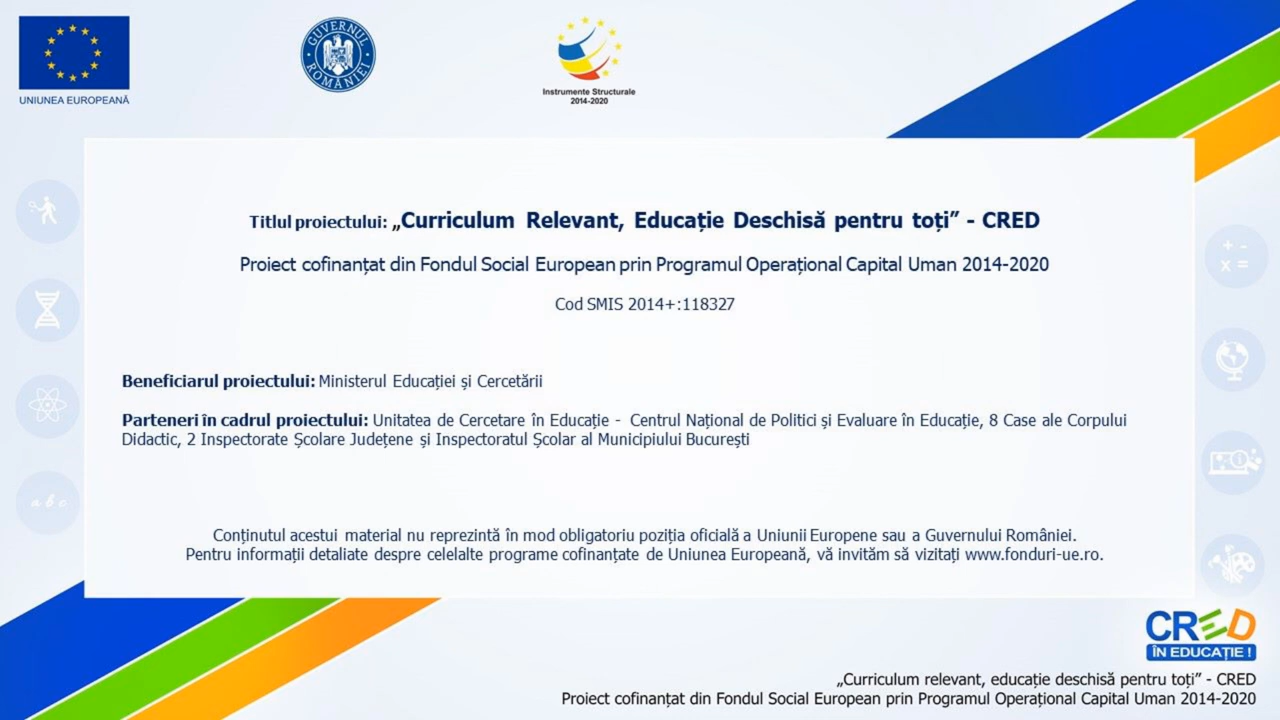 UNIUNEA EUROPEANĂ
GUVERNUL ROMÂNIEI
Instrumente Structurale
2014-2020
Titlul proiectului: „Curriculum Relevant, Educație Deschisă pentru toți” - CRED
Proiect cofinanțat din Fondul Social European prin Programul Operațional Capital Uman 2014-2020
Cod SMIS 2014+:118327
Beneficiarul proiectului: Ministerul Educației și Cercetării
Parteneri în cadrul proiectului: Unitatea de Cercetare în Educație - Centrul Național de Politici și Evaluare în Educație, 8 Case ale Corpului
Didactic, 2 Inspectorate Școlare Județene și Inspectoratul Școlar al Municipiului București
Conținutul acestui material nu reprezintă în mod obligatoriu poziția oficială a Uniunii Europene sau a Guvernului României.
Pentru informații detaliate despre celelalte programe cofinanțate de Uniunea Europeană, vă invităm să vizitați www.fonduri-ue.ro.
+ -
x =
a b c
CRED
ÎN EDUCAȚIE !
„Curriculum relevant, educație deschisă pentru toți” - CRED
Proiect cofinanțat din Fondul Social European prin Programul Operațional Capital Uman 2014-2020